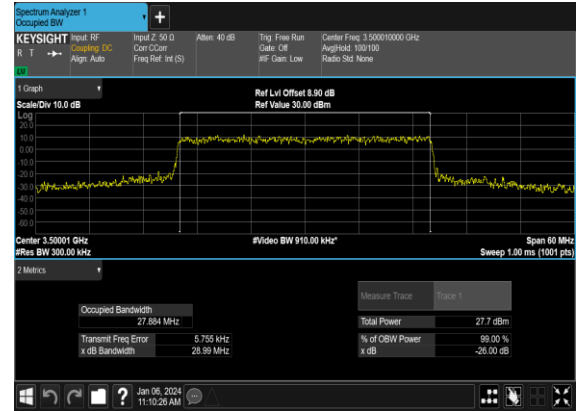 Spectrum Analyzer 1
Occupied BW
+
KEYSIGHT
R T
LU
Input: RF
Coupling: DC
Align: Auto
Input Z: 50 Ω
Corr CCorr
Freq Ref: Int (S)
Atten: 40 dB
Trig: Free Run
Gate: Off
#IF Gain: Low
Center Freq: 3.500010000 GHz
Avg|Hold: 100/100
Radio Std: None
1 Graph
Scale/Div 10.0 dB
Ref Lvl Offset 8.90 dB
Ref Value 30.00 dBm
Log
20.0
10.0
0.00
-10.0
-20.0
-30.0
-40.0
-50.0
-60.0
Center 3.50001 GHz
#Res BW 300.00 kHz
#Video BW 910.00 kHz*
Span 60 MHz
Sweep 1.00 ms (1001 pts)
2 Metrics
Measure Trace Trace 1
Occupied Bandwidth
27.884 MHz
Total Power 27.7 dBm
Transmit Freq Error 5.755 kHz
% of OBW Power 99.00 %
x dB Bandwidth 28.99 MHz
x dB -26.00 dB
?
Jan 06, 2024
11:10:26 AM